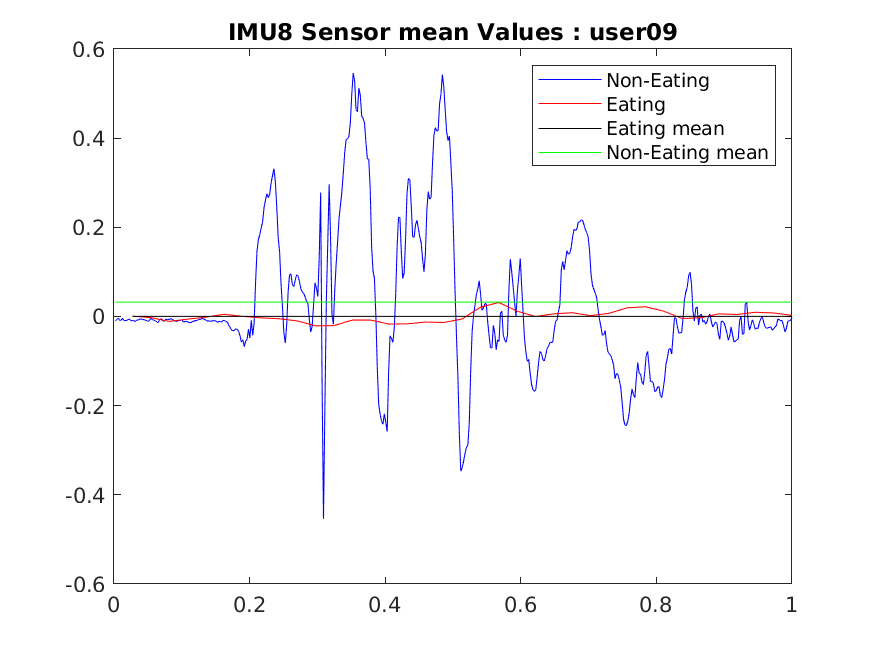 IMU8 Sensor mean Values : user09
0.6
0.4
0.2
0
-0.2
-0.4
-0.6
Non-Eating
Eating
Eating mean
Non-Eating mean
0 0.2 0.4 0.6 0.8 1